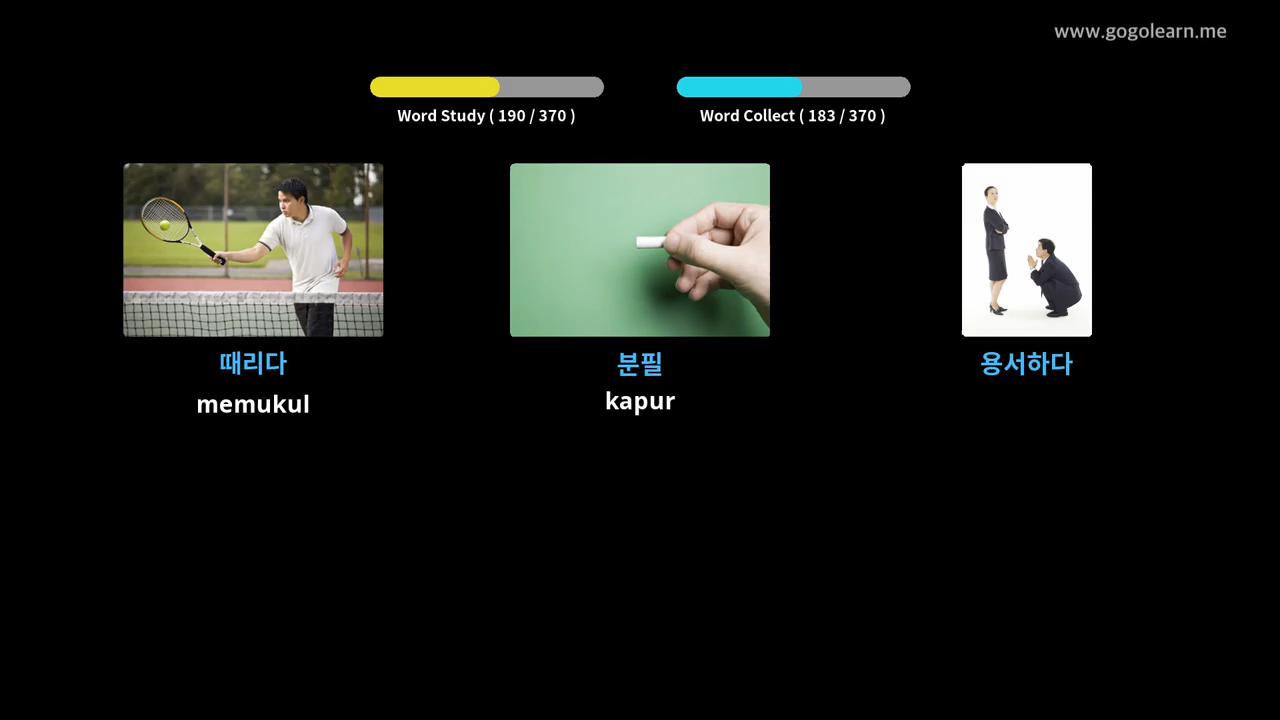 www.gogolearn.me
Word Study ( 190 / 370 )
Word Collect ( 183 / 370 )
때리다
memukul
분필
kapur
용서하다